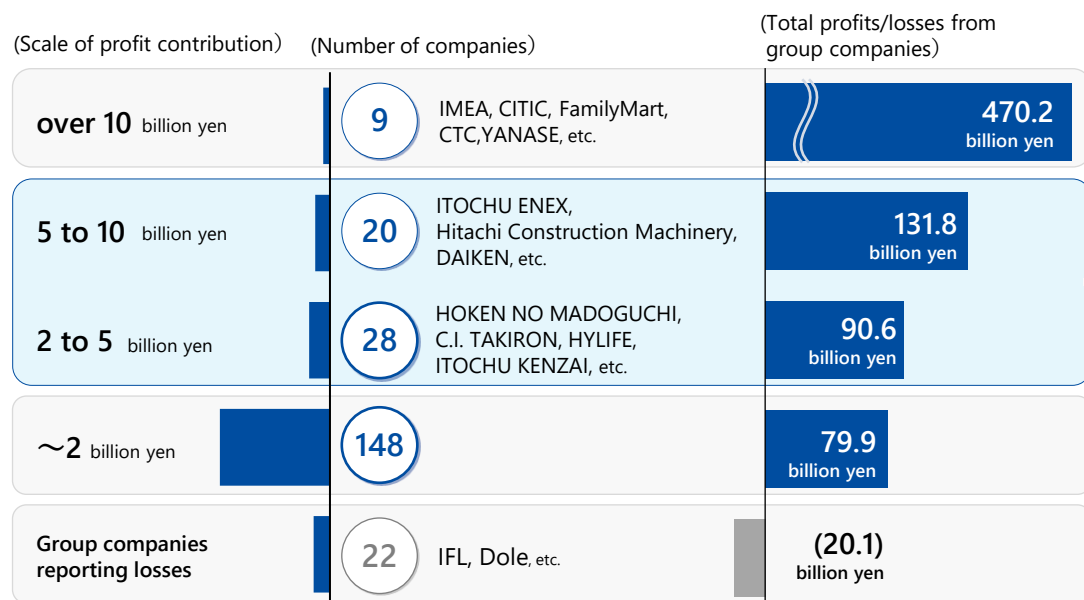 (Scale of profit contribution)
(Number of companies)
(Total profits/losses from
group companies)
over 10 billion yen
9
IMEA, CITIC, FamilyMart,
CTC,YANASE, etc.
470.2
billion yen
5 to 10 billion yen
20
ITOCHU ENEX,
Hitachi Construction Machinery,
DAIKEN, etc.
131.8
billion yen
2 to 5 billion yen
28
HOKEN NO MADOGUCHI,
C.I. TAKIRON, HYLIFE,
ITOCHU KENZAI, etc.
90.6
billion yen
～2 billion yen
148
79.9
billion yen
Group companies
reporting losses
22
IFL, Dole, etc.
(20.1)
billion yen